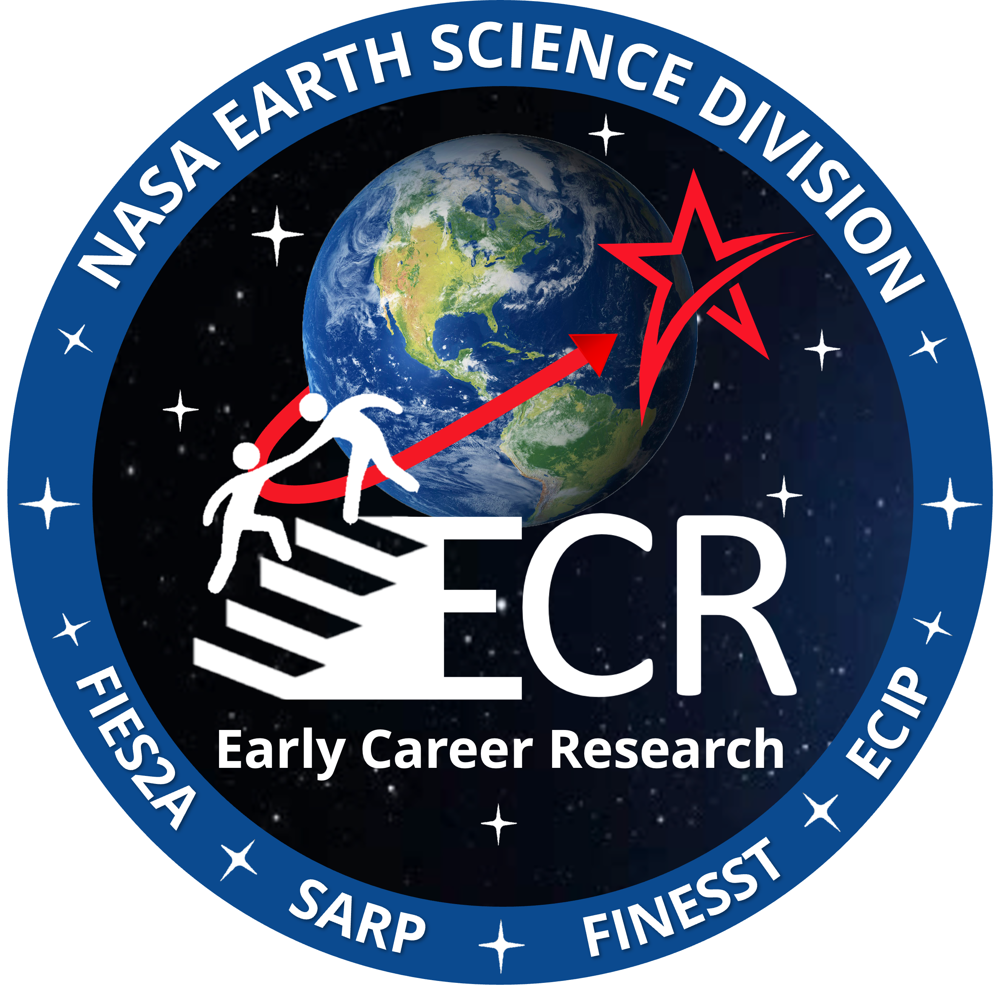 NASA EARTH SCIENCE DIVISION
ECR
Early Career Research
FIES2A
SARP
FINESST
ECIP